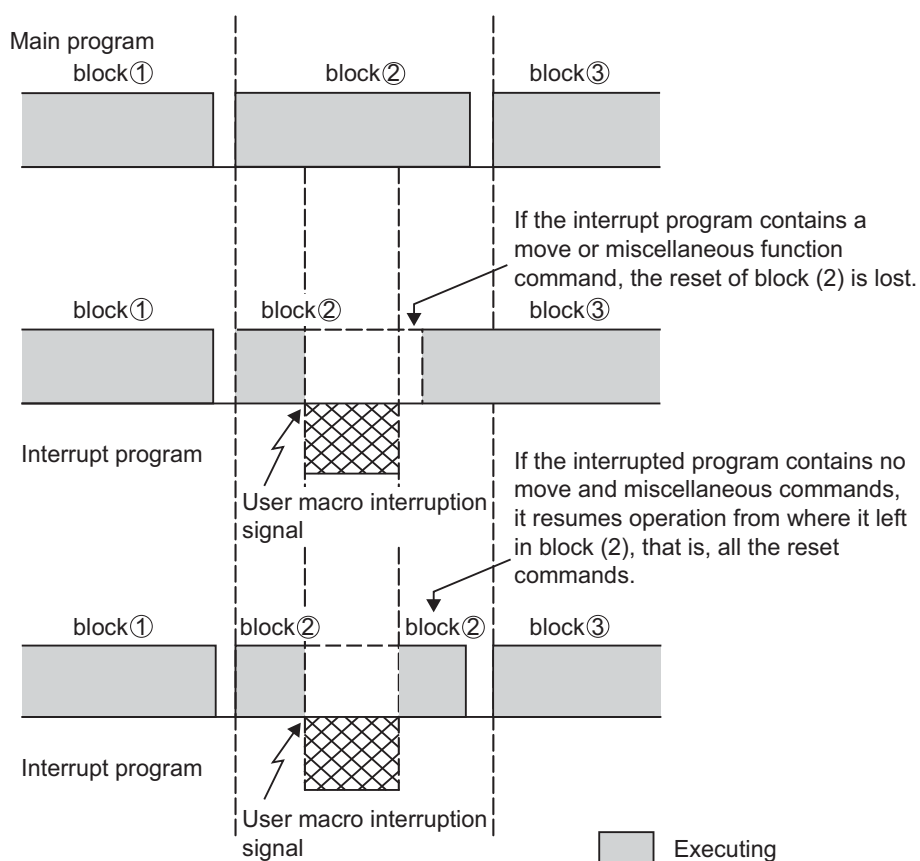 Main program
block①
block②
block③
If the interrupt program contains a
move or miscellaneous function
command, the reset of block (2) is lost.
block①
block②
block③
Interrupt program
User macro interruption
signal
If the interrupted program contains no
move and miscellaneous commands,
it resumes operation from where it left
in block (2), that is, all the reset
commands.
block①
block②
block②
block③
Interrupt program
User macro interruption
signal
Executing